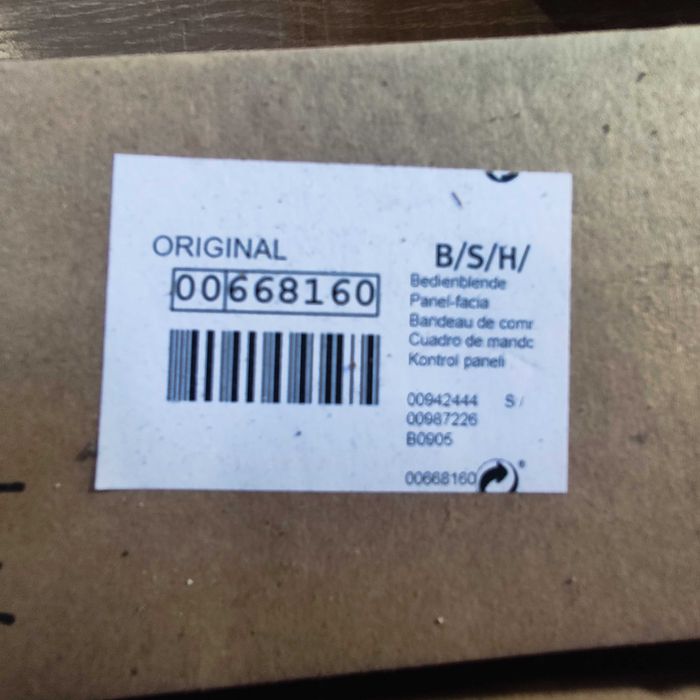 ORIGINAL
00668160
B/S/H/
Bedienblende
Panel-facia
Bandeau de comr
Cuadro de mandc
Kontrol paneli
00942444 S/
00987226
B0905
00668160